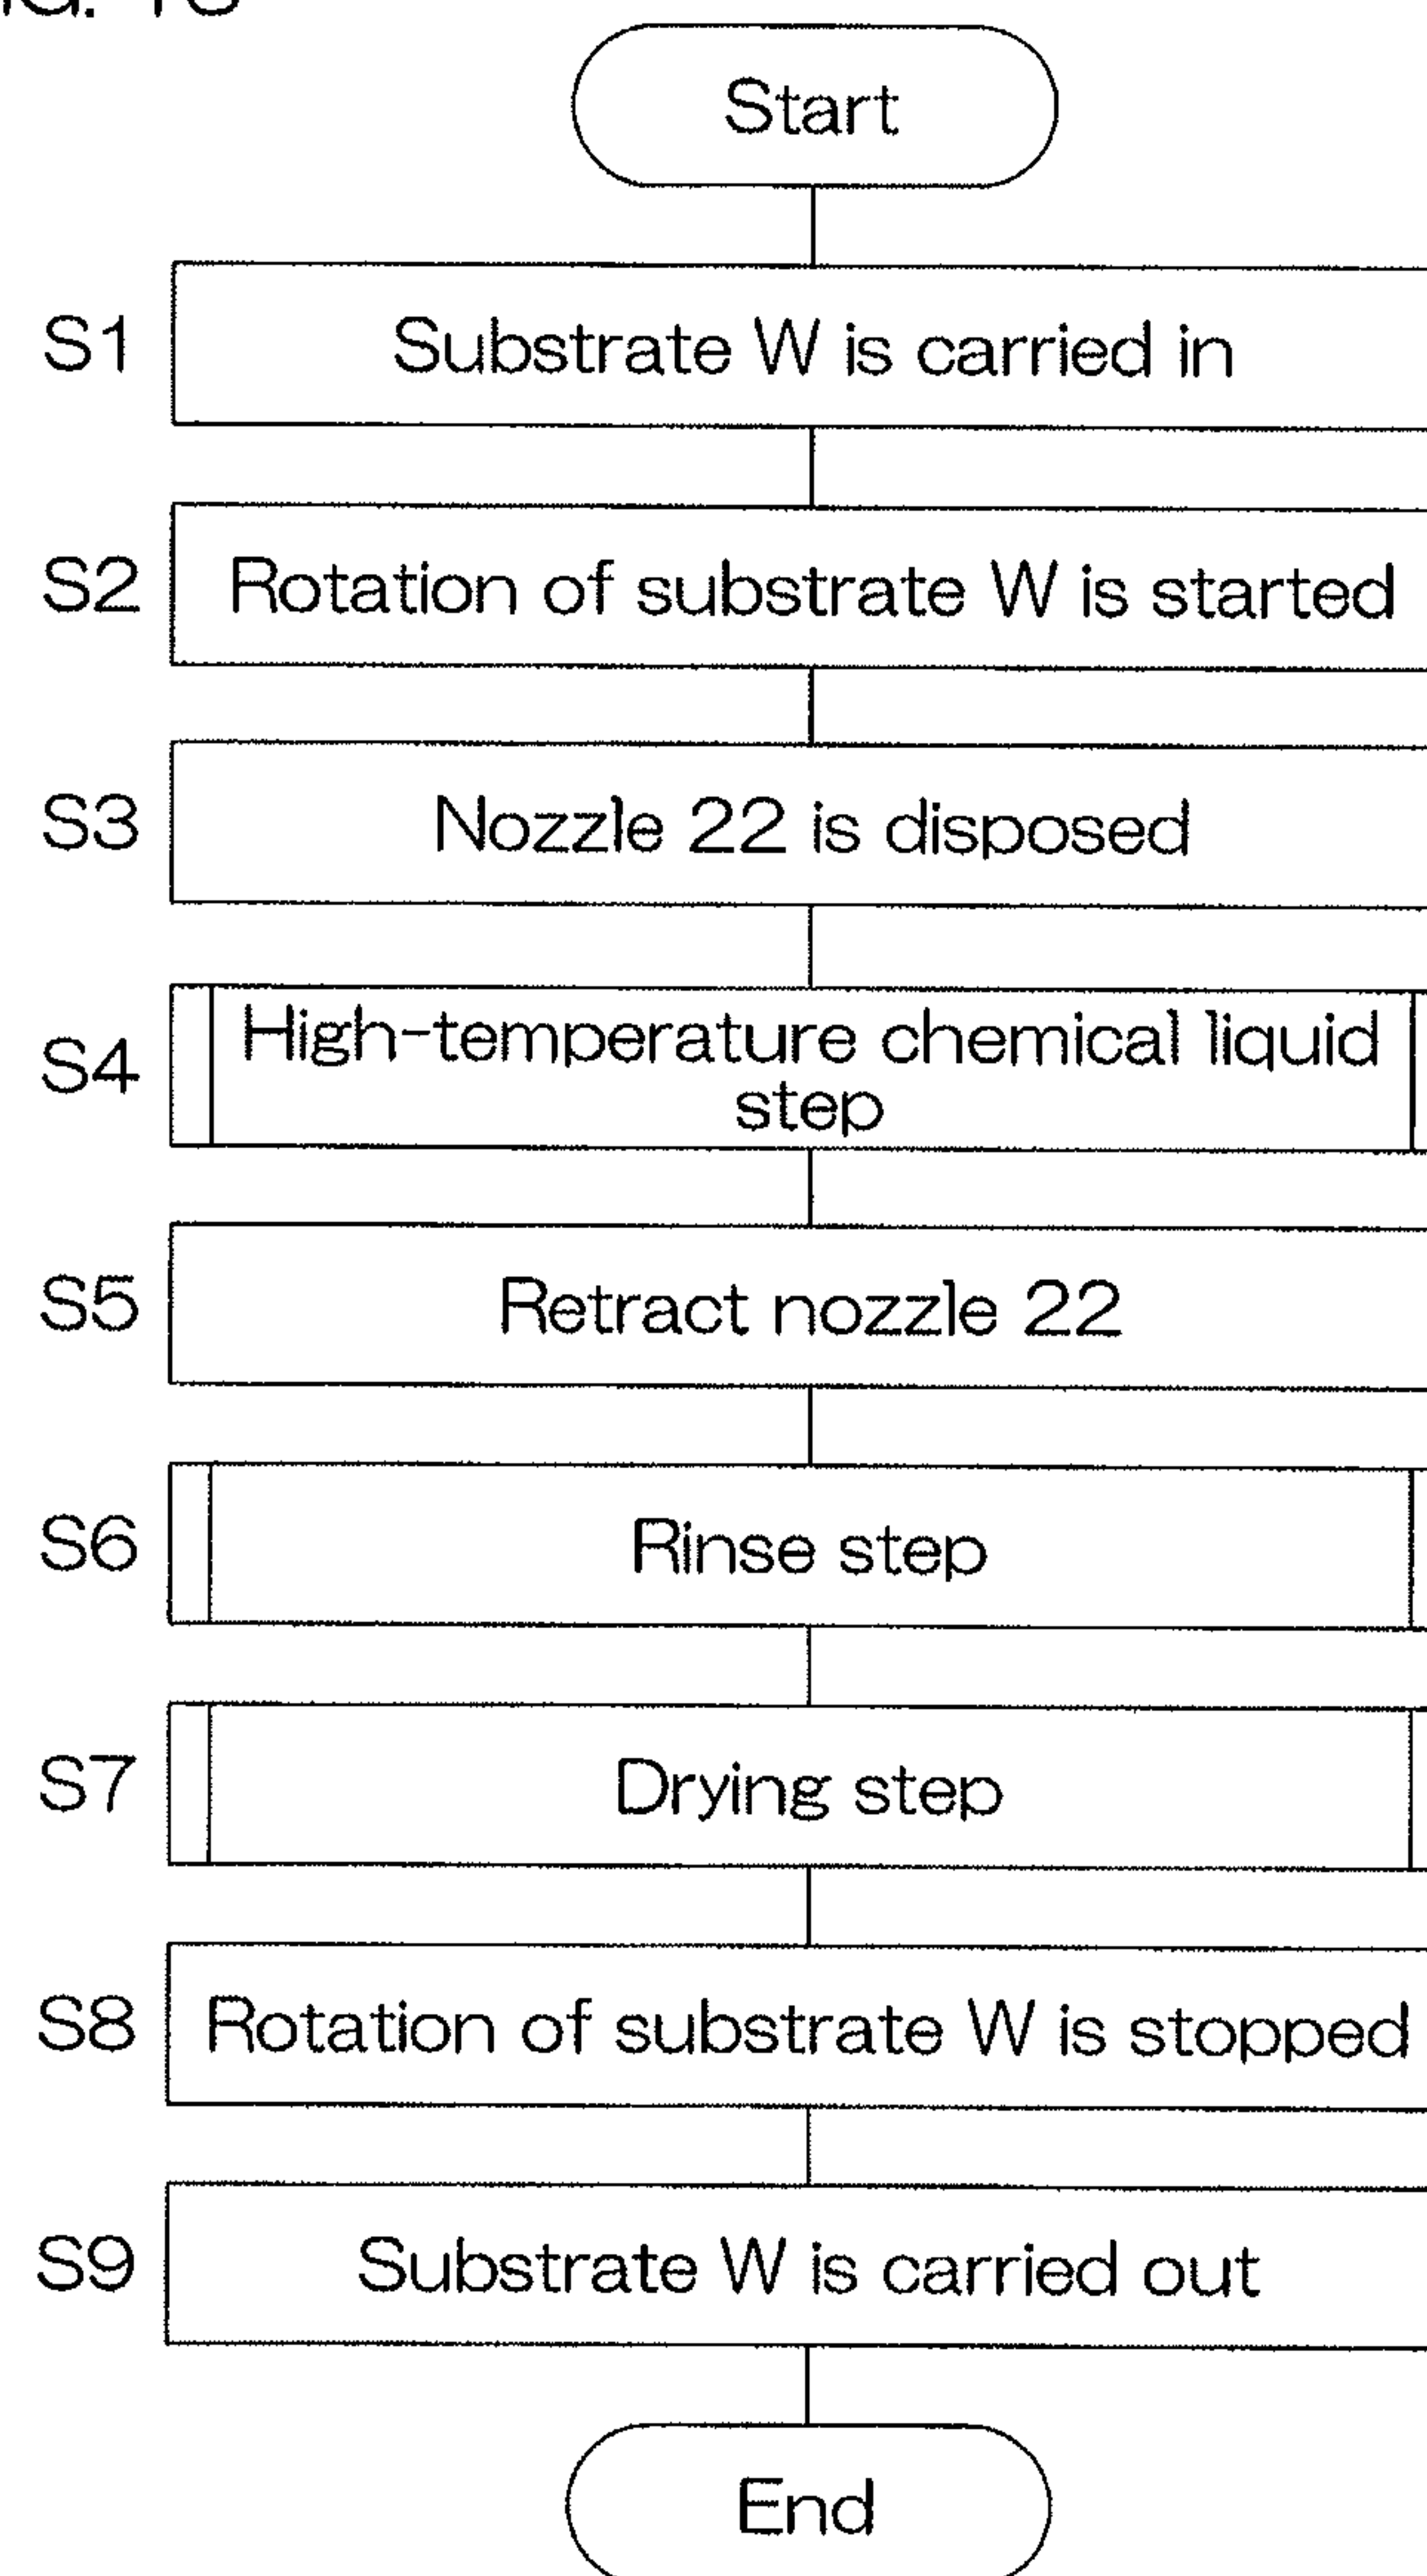 Start
S1 Substrate W is carried in
S2 Rotation of substrate W is started
S3 Nozzle 22 is disposed
S4 High-temperature chemical liquid
step
S5 Retract nozzle 22
S6 Rinse step
S7 Drying step
S8 Rotation of substrate W is stopped
S9 Substrate W is carried out
End